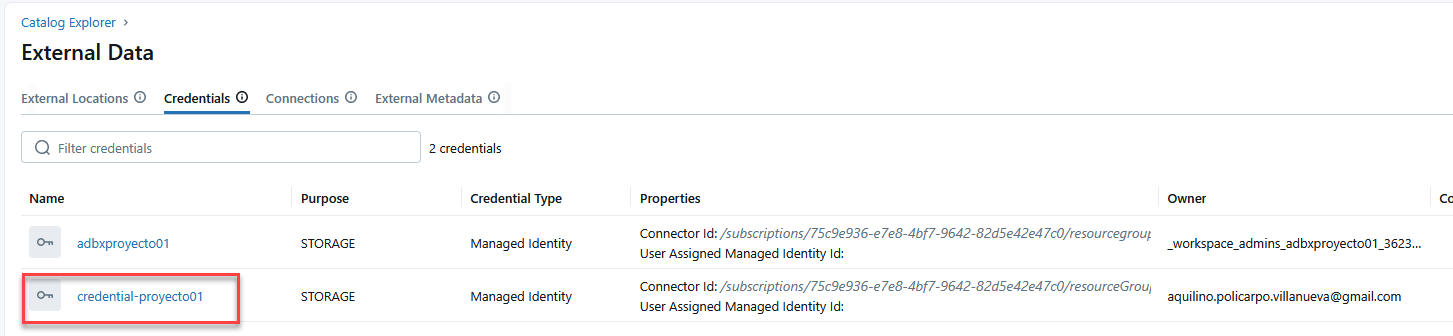 Catalog Explorer >
External Data
External Locations Credentials Connections External Metadata
Filter credentials 2 credentials
Name Purpose Credential Type Properties Owner Co
adbxproyecto01 STORAGE Managed Identity Connector Id: /subscriptions/75c9e936-e7e8-4bf7-9642-82d5e42e47c0/resourcegroup _workspace_admins_adbxproyecto01_3623...
User Assigned Managed Identity Id:
credential-proyecto01 STORAGE Managed Identity Connector Id: /subscriptions/75c9e936-e7e8-4bf7-9642-82d5e42e47c0/resourceGroup aquilino.policarpo.villanueva@gmail.com
User Assigned Managed Identity Id: